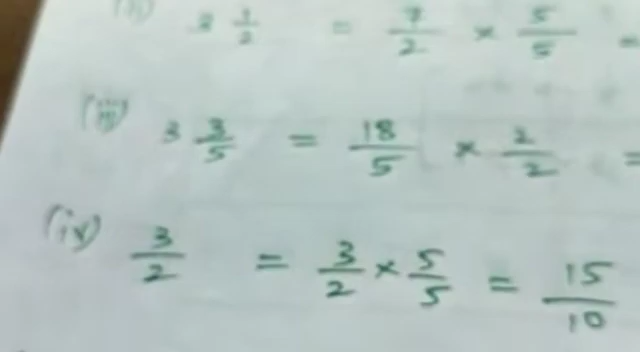 (ii) 3 1/2 = 7/2 × 5/5 =
(iii) 3 3/5 = 18/5 × 2/2 =
(iv) 3/2 = 3/2 × 5/5 = 15/10